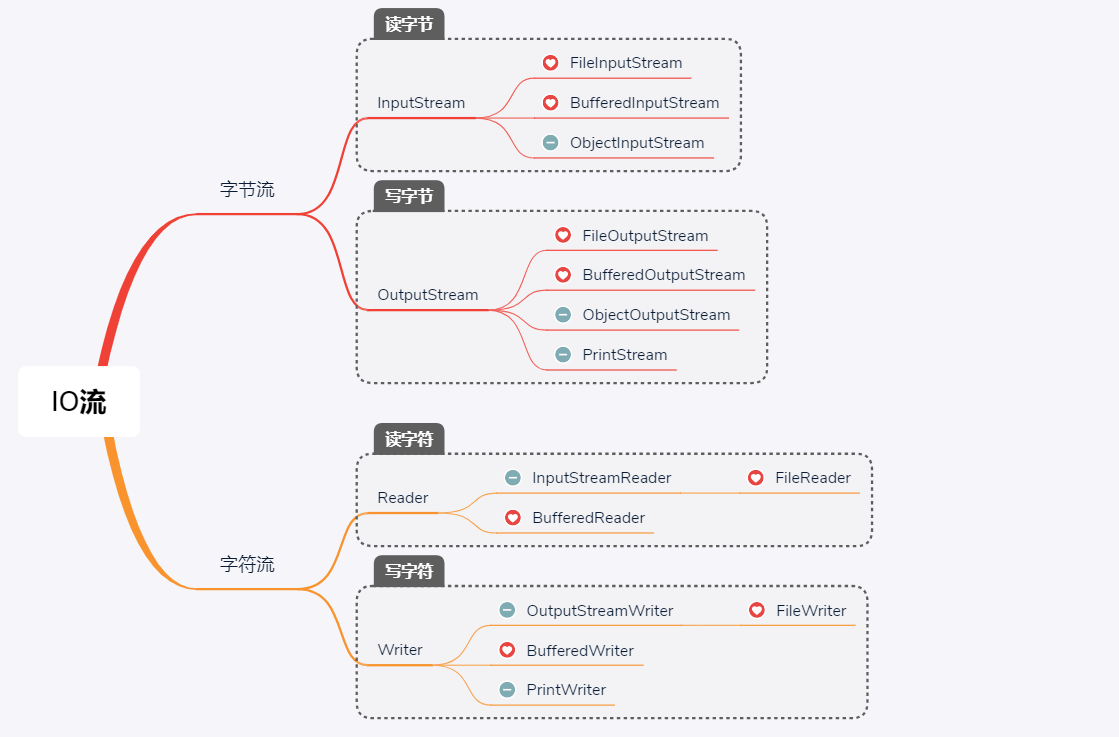 IO流
字节流
读字节
InputStream
FileInputStream
BufferedInputStream
ObjectInputStream
写字节
OutputStream
FileOutputStream
BufferedOutputStream
ObjectOutputStream
PrintStream
字符流
读字符
Reader
InputStreamReader
FileReader
BufferedReader
写字符
Writer
OutputStreamWriter
FileWriter
BufferedWriter
PrintWriter